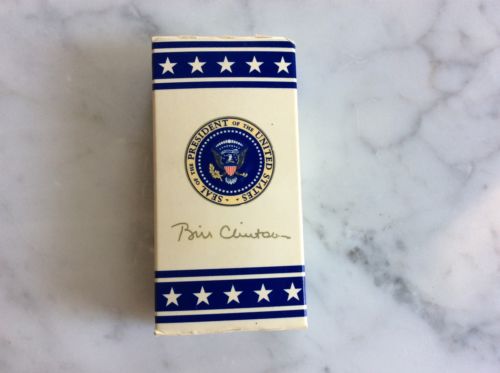 SEAL OF THE PRESIDENT OF THE UNITED STATES
Bill Clinton